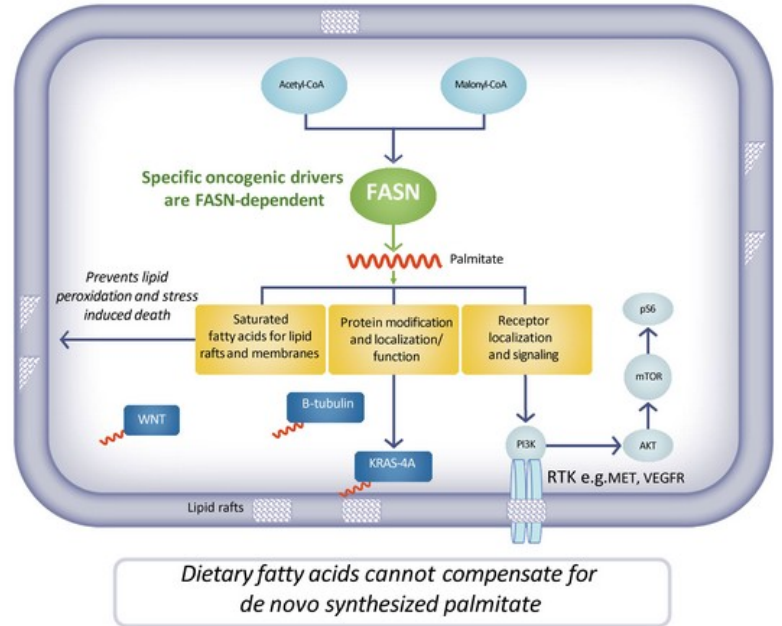 Acetyl-CoA
Malonyl-CoA
Specific oncogenic drivers
are FASN-dependent
FASN
Palmitate
Prevents lipid
peroxidation and stress
induced death
Saturated
fatty acids for lipid
rafts and membranes
Protein modification
and localization/
function
Receptor
localization
and signaling
pS6
mTOR
AKT
PI3K
WNT
B-tubulin
KRAS-4A
RTK e.g.MET, VEGFR
Lipid rafts
Dietary fatty acids cannot compensate for
de novo synthesized palmitate